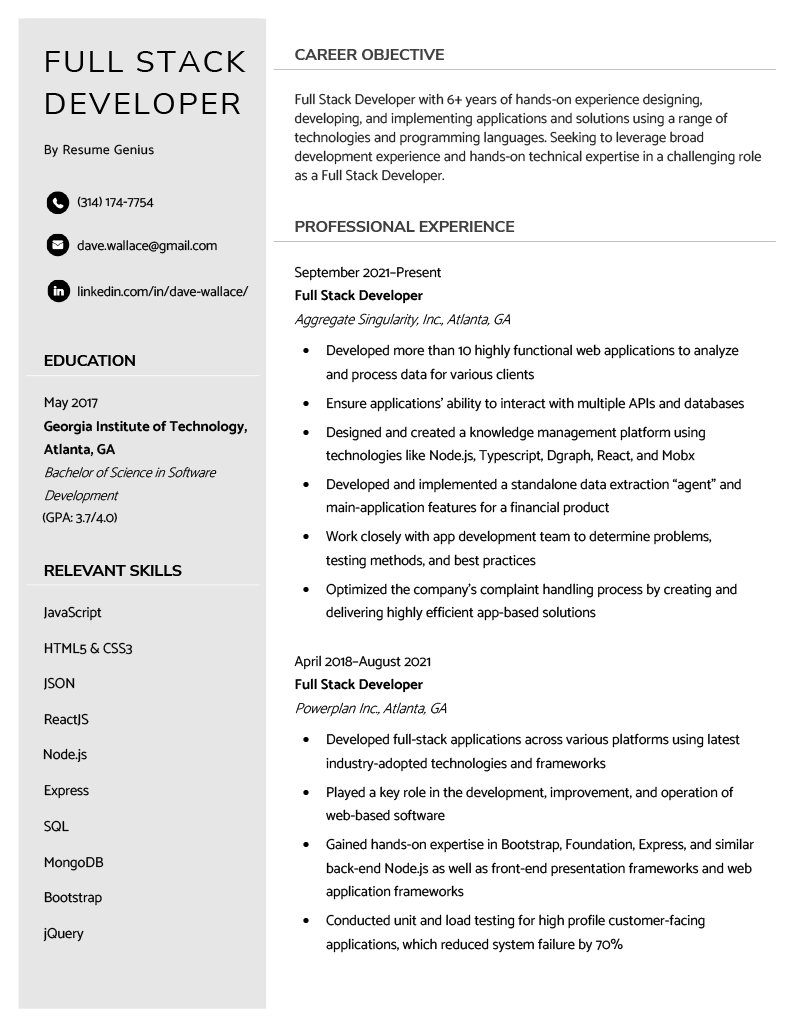 FULL STACK
DEVELOPER
By Resume Genius
(314) 174-7754
dave.wallace@gmail.com
linkedin.com/in/dave-wallace/
EDUCATION
May 2017
Georgia Institute of Technology,
Atlanta, GA
Bachelor of Science in Software
Development
(GPA: 3.7/4.0)
RELEVANT SKILLS
JavaScript
HTML5 & CSS3
JSON
ReactJS
Node.js
Express
SQL
MongoDB
Bootstrap
jQuery
CAREER OBJECTIVE
Full Stack Developer with 6+ years of hands-on experience designing,
developing, and implementing applications and solutions using a range of
technologies and programming languages. Seeking to leverage broad
development experience and hands-on technical expertise in a challenging role
as a Full Stack Developer.
PROFESSIONAL EXPERIENCE
September 2021–Present
Full Stack Developer
Aggregate Singularity, Inc., Atlanta, GA
• Developed more than 10 highly functional web applications to analyze
and process data for various clients
• Ensure applications’ ability to interact with multiple APIs and databases
• Designed and created a knowledge management platform using
technologies like Node.js, Typescript, Dgraph, React, and Mobx
• Developed and implemented a standalone data extraction “agent” and
main-application features for a financial product
• Work closely with app development team to determine problems,
testing methods, and best practices
• Optimized the company’s complaint handling process by creating and
delivering highly efficient app-based solutions
April 2018–August 2021
Full Stack Developer
Powerplan Inc., Atlanta, GA
• Developed full-stack applications across various platforms using latest
industry-adopted technologies and frameworks
• Played a key role in the development, improvement, and operation of
web-based software
• Gained hands-on expertise in Bootstrap, Foundation, Express, and similar
back-end Node.js as well as front-end presentation frameworks and web
application frameworks
• Conducted unit and load testing for high profile customer-facing
applications, which reduced system failure by 70%